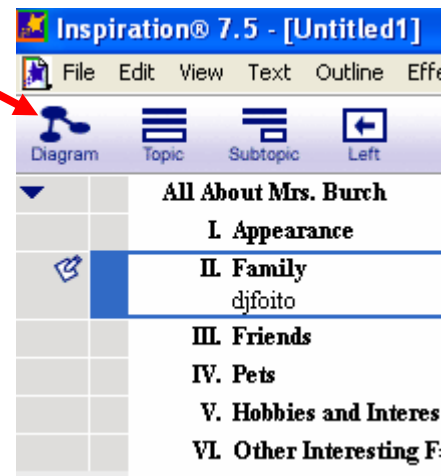 Inspiration® 7.5 - [Untitled1]
File Edit View Text Outline Effe
Diagram Topic Subtopic Left
All About Mrs. Burch
I. Appearance
II. Family
djfoito
III. Friends
IV. Pets
V. Hobbies and Interes
VI. Other Interesting F